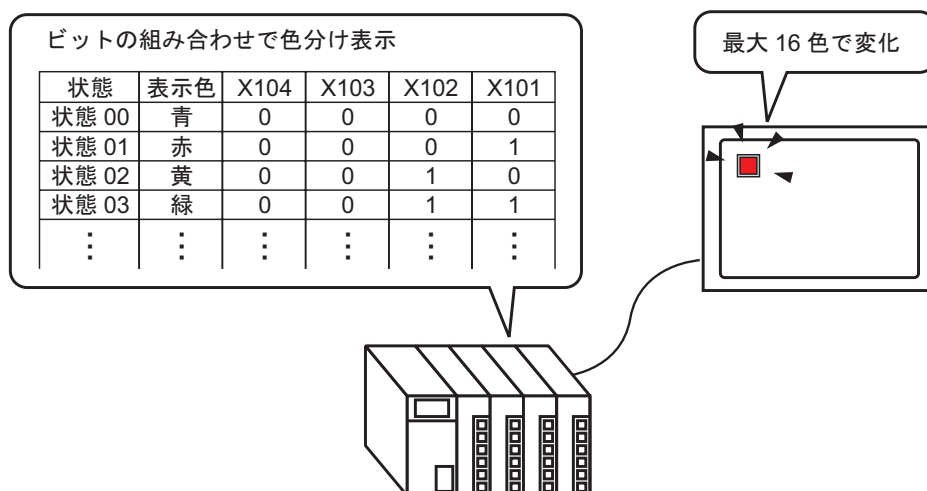 ビットの組み合わせで色分け表示
最大 16 色で変化
状態 表示色 X104 X103 X102 X101
状態 00 青 0 0 0 0
状態 01 赤 0 0 0 1
状態 02 黄 0 0 1 0
状態 03 緑 0 0 1 1
⋮ ⋮ ⋮ ⋮ ⋮ ⋮